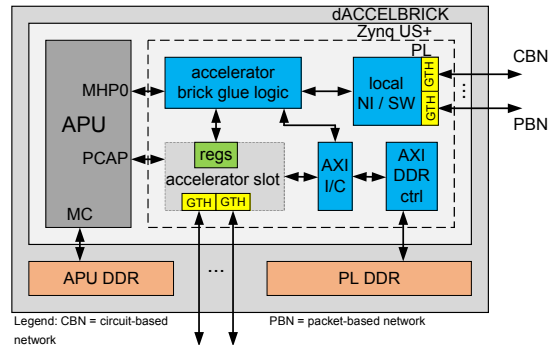 dACCELBRICK
Zynq US+
PL
CBN
MHP0
accelerator
brick glue logic
local
NI / SW
GTH
GTH
...
PBN
APU
PCAP
regs
accelerator slot
GTH GTH
AXI
I/C
AXI
DDR
ctrl
MC
...
APU DDR
PL DDR
Legend: CBN = circuit-based
network
PBN = packet-based network